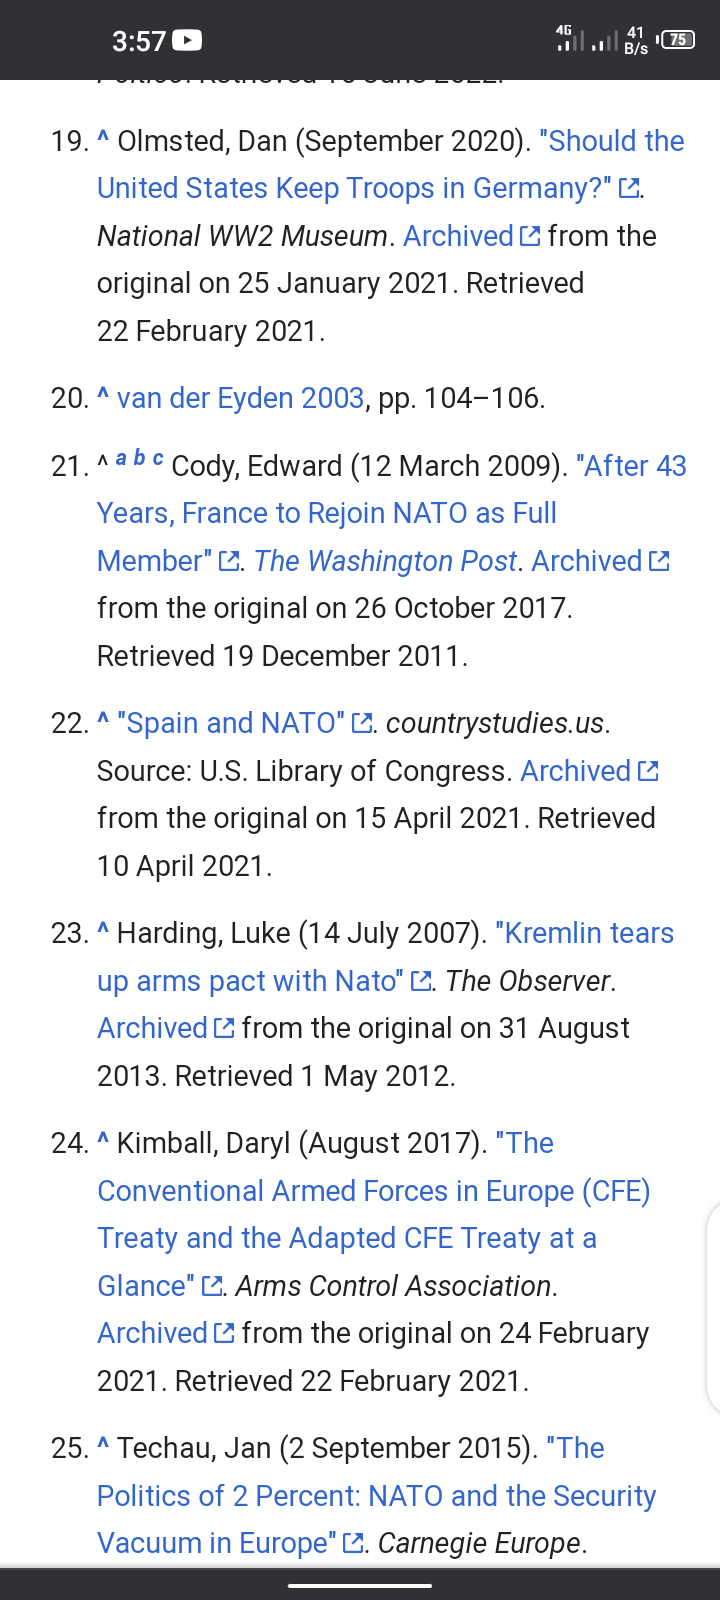 3:57
4G
41
B/s
75
19. ^ Olmsted, Dan (September 2020). "Should the
United States Keep Troops in Germany?".
National WW2 Museum. Archived from the
original on 25 January 2021. Retrieved
22 February 2021.
20. ^ van der Eyden 2003, pp. 104–106.
21. ^ a b c Cody, Edward (12 March 2009). "After 43
Years, France to Rejoin NATO as Full
Member". The Washington Post. Archived
from the original on 26 October 2017.
Retrieved 19 December 2011.
22. ^ "Spain and NATO". countrystudies.us.
Source: U.S. Library of Congress. Archived
from the original on 15 April 2021. Retrieved
10 April 2021.
23. ^ Harding, Luke (14 July 2007). "Kremlin tears
up arms pact with Nato". The Observer.
Archived from the original on 31 August
2013. Retrieved 1 May 2012.
24. ^ Kimball, Daryl (August 2017). "The
Conventional Armed Forces in Europe (CFE)
Treaty and the Adapted CFE Treaty at a
Glance". Arms Control Association.
Archived from the original on 24 February
2021. Retrieved 22 February 2021.
25. ^ Techau, Jan (2 September 2015). "The
Politics of 2 Percent: NATO and the Security
Vacuum in Europe". Carnegie Europe.